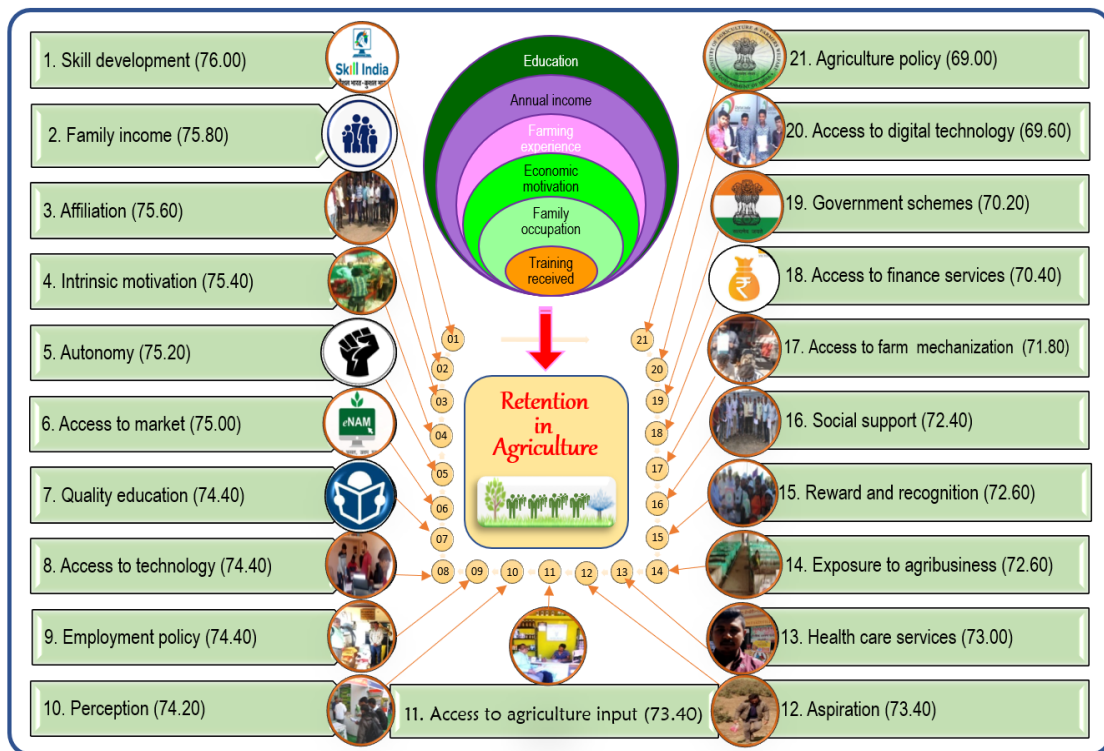 1. Skill development (76.00)
Skill India
कौशल भारत - कुशल भारत
2. Family income (75.80)
3. Affiliation (75.60)
4. Intrinsic motivation (75.40)
5. Autonomy (75.20)
6. Access to market (75.00)
eNAM
7. Quality education (74.40)
8. Access to technology (74.40)
9. Employment policy (74.40)
10. Perception (74.20)
11. Access to agriculture input (73.40)
Education
Annual income
Farming
experience
Economic
motivation
Family
occupation
Training
received
01
02
03
04
05
06
07
08
09
10
11
12
13
14
15
16
17
18
19
20
21
Retention
in
Agriculture
21. Agriculture policy (69.00)
20. Access to digital technology (69.60)
19. Government schemes (70.20)
18. Access to finance services (70.40)
17. Access to farm mechanization (71.80)
16. Social support (72.40)
15. Reward and recognition (72.60)
14. Exposure to agribusiness (72.60)
13. Health care services (73.00)
12. Aspiration (73.40)